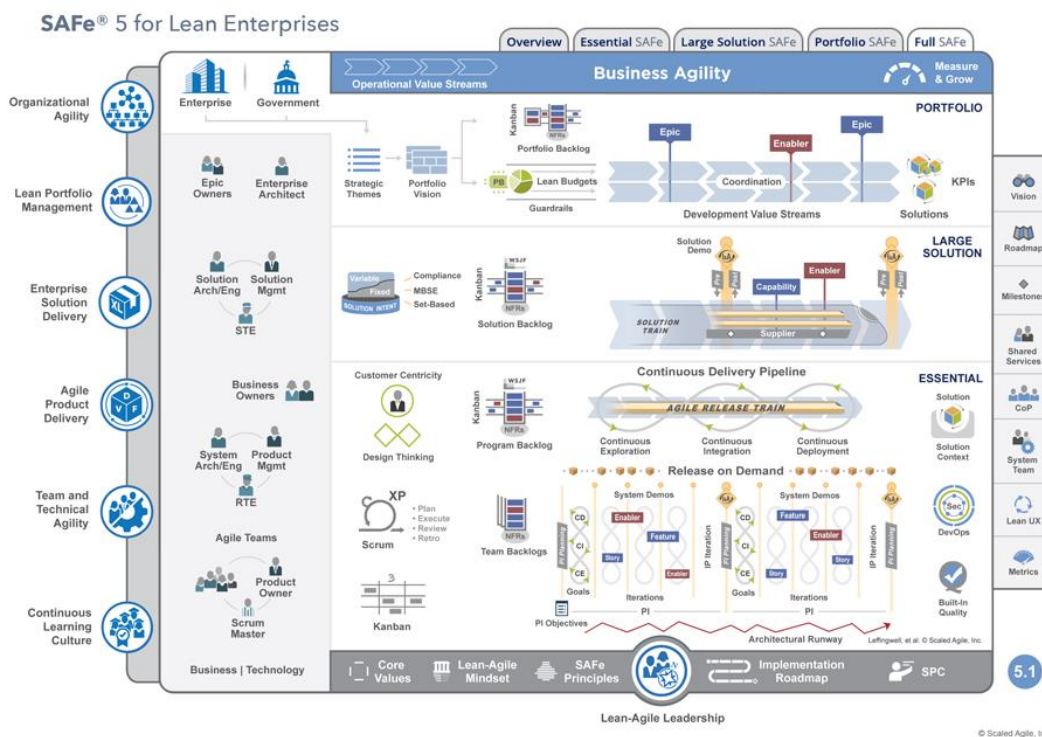 SAFe® 5 for Lean Enterprises
Overview
Essential SAFe
Large Solution SAFe
Portfolio SAFe
Full SAFe
Organizational
Agility
Lean Portfolio
Management
Enterprise
Solution
Delivery
Agile
Product
Delivery
Team and
Technical
Agility
Continuous
Learning
Culture
Enterprise
Government
Epic
Owners
Enterprise
Architect
Solution
Arch/Eng
Solution
Mgmt
STE
Business
Owners
System
Arch/Eng
Product
Mgmt
RTE
Agile Teams
Product
Owner
Scrum
Master
Business | Technology
Operational Value Streams
Business Agility
Measure
& Grow
PORTFOLIO
Strategic
Themes
Portfolio
Vision
Kanban
NFRs
Portfolio Backlog
PB
Lean Budgets
Guardrails
Epic
Enabler
Epic
Coordination
Development Value Streams
KPIs
Solutions
LARGE
SOLUTION
Variable
Fixed
SOLUTION INTENT
Compliance
MBSE
Set-Based
Kanban
WSJF
NFRs
Solution Backlog
Solution
Demo
I&A
Pre
Post
Capability
Enabler
I&A
Pre
Post
SOLUTION
TRAIN
Supplier
ESSENTIAL
Customer Centricity
Design Thinking
Kanban
WSJF
NFRs
Program Backlog
Continuous Delivery Pipeline
AGILE RELEASE TRAIN
Continuous
Exploration
Continuous
Integration
Continuous
Deployment
Solution
Solution
Context
Release on Demand
XP
Scrum
• Plan
• Execute
• Review
• Retro
Kanban
NFRs
Team Backlogs
PI Planning
CD
CI
CE
Goals
System Demos
Enabler
Feature
Story
Enabler
Iterations
I&A
IP Iteration
PI Planning
CD
CI
CE
Goals
System Demos
Feature
Enabler
Story
Story
Iterations
I&A
IP Iteration
PI Planning
PI
PI
PI Objectives
Architectural Runway
Leffingwell, et al. © Scaled Agile, Inc.
Sec
DevOps
Built-In
Quality
Vision
Roadmap
Milestones
Shared
Services
CoP
System
Team
Lean UX
Metrics
Core
Values
Lean-Agile
Mindset
SAFe
Principles
Implementation
Roadmap
SPC
Lean-Agile Leadership
5.1
© Scaled Agile, In